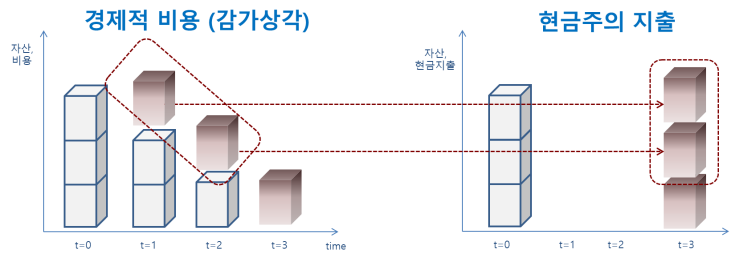 경제적 비용 (감가상각)
현금주의 지출
자산,
비용
자산,
현금지출
t=0
t=1
t=2
t=3
time
t=0
t=1
t=2
t=3